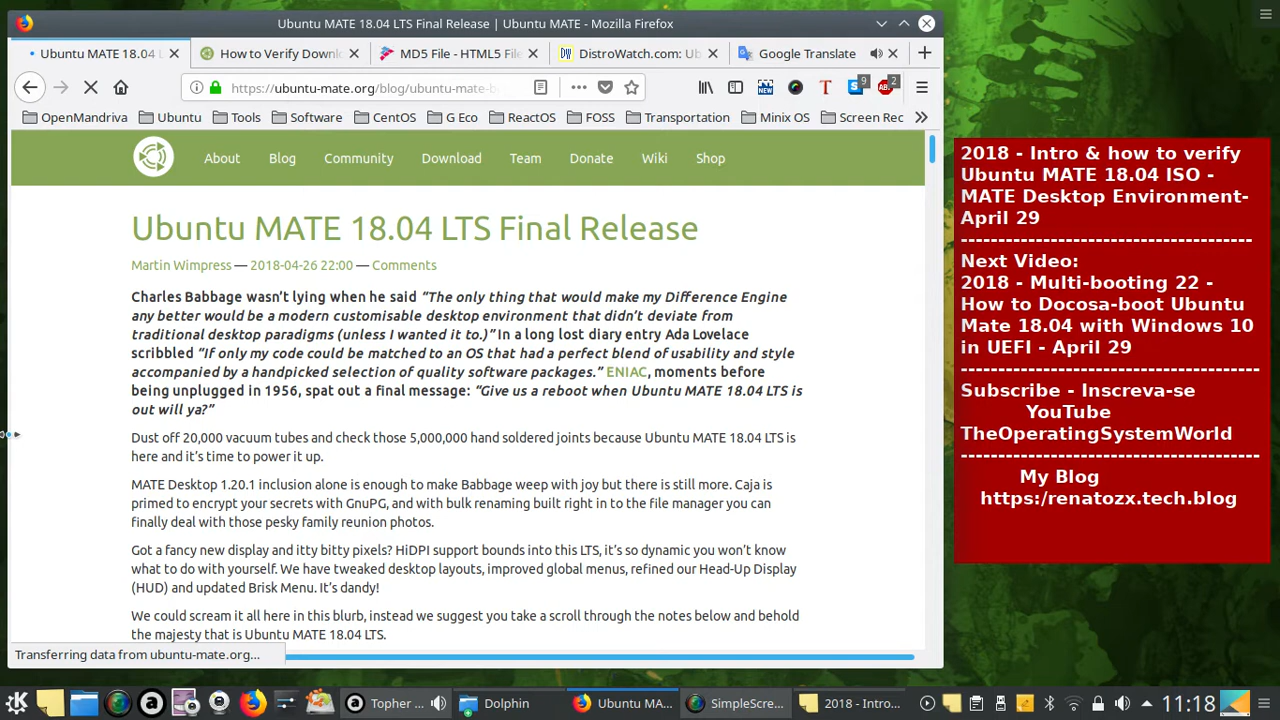 Ubuntu MATE 18.04 LTS Final Release | Ubuntu MATE - Mozilla Firefox
Ubuntu MATE 18.04 L
How to Verify Downl
MD5 File - HTML5 File
DistroWatch.com: Ub
Google Translate
https://ubuntu-mate.org/blog/ubuntu-mate-b
9
2
OpenMandriva
Ubuntu
Tools
Software
CentOS
G Eco
ReactOS
FOSS
Transportation
Minix OS
Screen Rec
About
Blog
Community
Download
Team
Donate
Wiki
Shop
Ubuntu MATE 18.04 LTS Final Release
Martin Wimpress — 2018-04-26 22:00 — Comments
Charles Babbage wasn’t lying when he said “The only thing that would make my Difference Engine
any better would be a modern customisable desktop environment that didn’t deviate from
traditional desktop paradigms (unless I wanted it to.)” In a long lost diary entry Ada Lovelace
scribbled “If only my code could be matched to an OS that had a perfect blend of usability and style
accompanied by a handpicked selection of quality software packages.” ENIAC, moments before
being unplugged in 1956, spat out a final message: “Give us a reboot when Ubuntu MATE 18.04 LTS is
out will ya?”
Dust off 20,000 vacuum tubes and check those 5,000,000 hand soldered joints because Ubuntu MATE 18.04 LTS is
here and it’s time to power it up.
MATE Desktop 1.20.1 inclusion alone is enough to make Babbage weep with joy but there is still more. Caja is
primed to encrypt your secrets with GnuPG, and with bulk renaming built right in to the file manager you can
finally deal with those pesky family reunion photos.
Got a fancy new display and itty bitty pixels? HiDPI support bounds into this LTS, it’s so dynamic you won’t know
what to do with yourself. We have tweaked desktop layouts, improved global menus, refined our Head-Up Display
(HUD) and updated Brisk Menu. It’s dandy!
We could scream it all here in this blurb, instead we suggest you take a scroll through the notes below and behold
the majesty that is Ubuntu MATE 18.04 LTS.
Transferring data from ubuntu-mate.org...
2018 - Intro & how to verify
Ubuntu MATE 18.04 ISO -
MATE Desktop Environment-
April 29
---------------------------------------
Next Video:
2018 - Multi-booting 22 -
How to Docosa-boot Ubuntu
Mate 18.04 with Windows 10
in UEFI - April 29
----------------------------------------
Subscribe - Inscreva-se
YouTube
TheOperatingSystemWorld
----------------------------------------
My Blog
https:/renatozx.tech.blog
Topher ...
Dolphin
Ubuntu MA...
SimpleScre...
2018 - Intro...
11:18